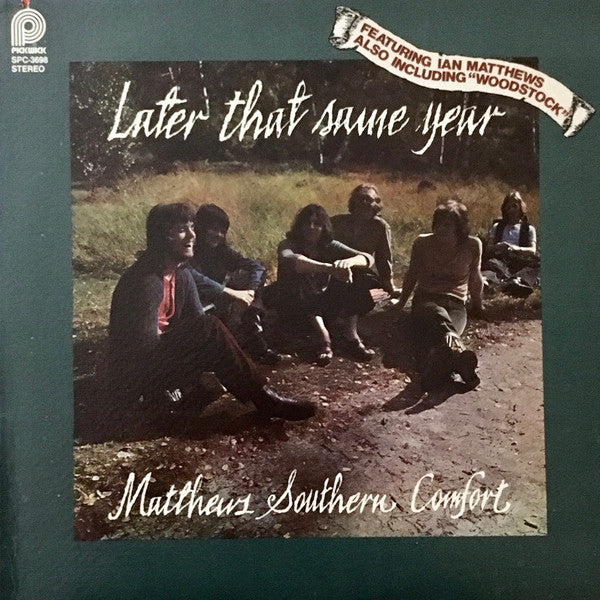 PICKWICK
SPC-3698
STEREO
FEATURING IAN MATTHEWS
ALSO INCLUDING "WOODSTOCK"
Later that same year
Matthews Southern Comfort